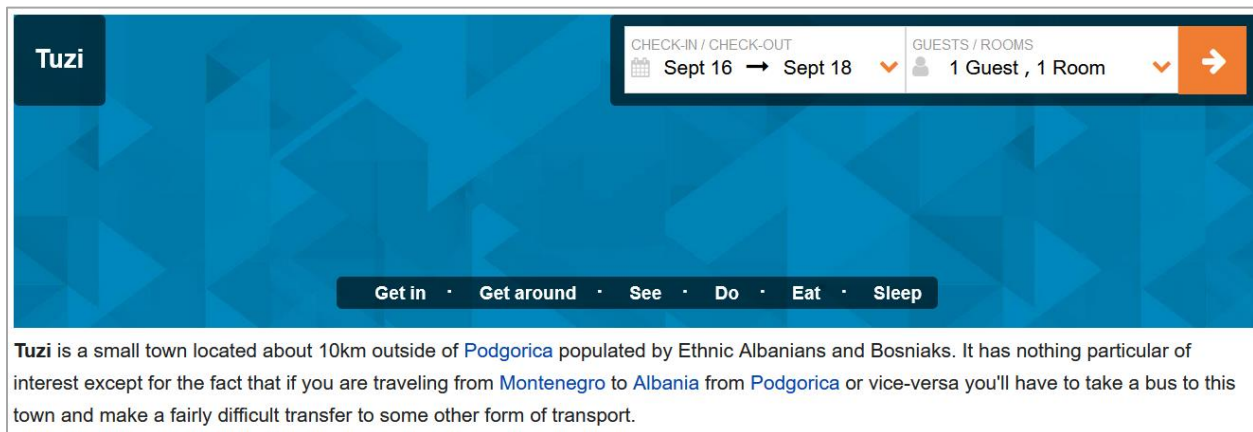 Tuzi
CHECK-IN / CHECK-OUT
Sept 16 → Sept 18
GUESTS / ROOMS
1 Guest , 1 Room
Get in · Get around · See · Do · Eat · Sleep
Tuzi is a small town located about 10km outside of Podgorica populated by Ethnic Albanians and Bosniaks. It has nothing particular of
interest except for the fact that if you are traveling from Montenegro to Albania from Podgorica or vice-versa you'll have to take a bus to this
town and make a fairly difficult transfer to some other form of transport.